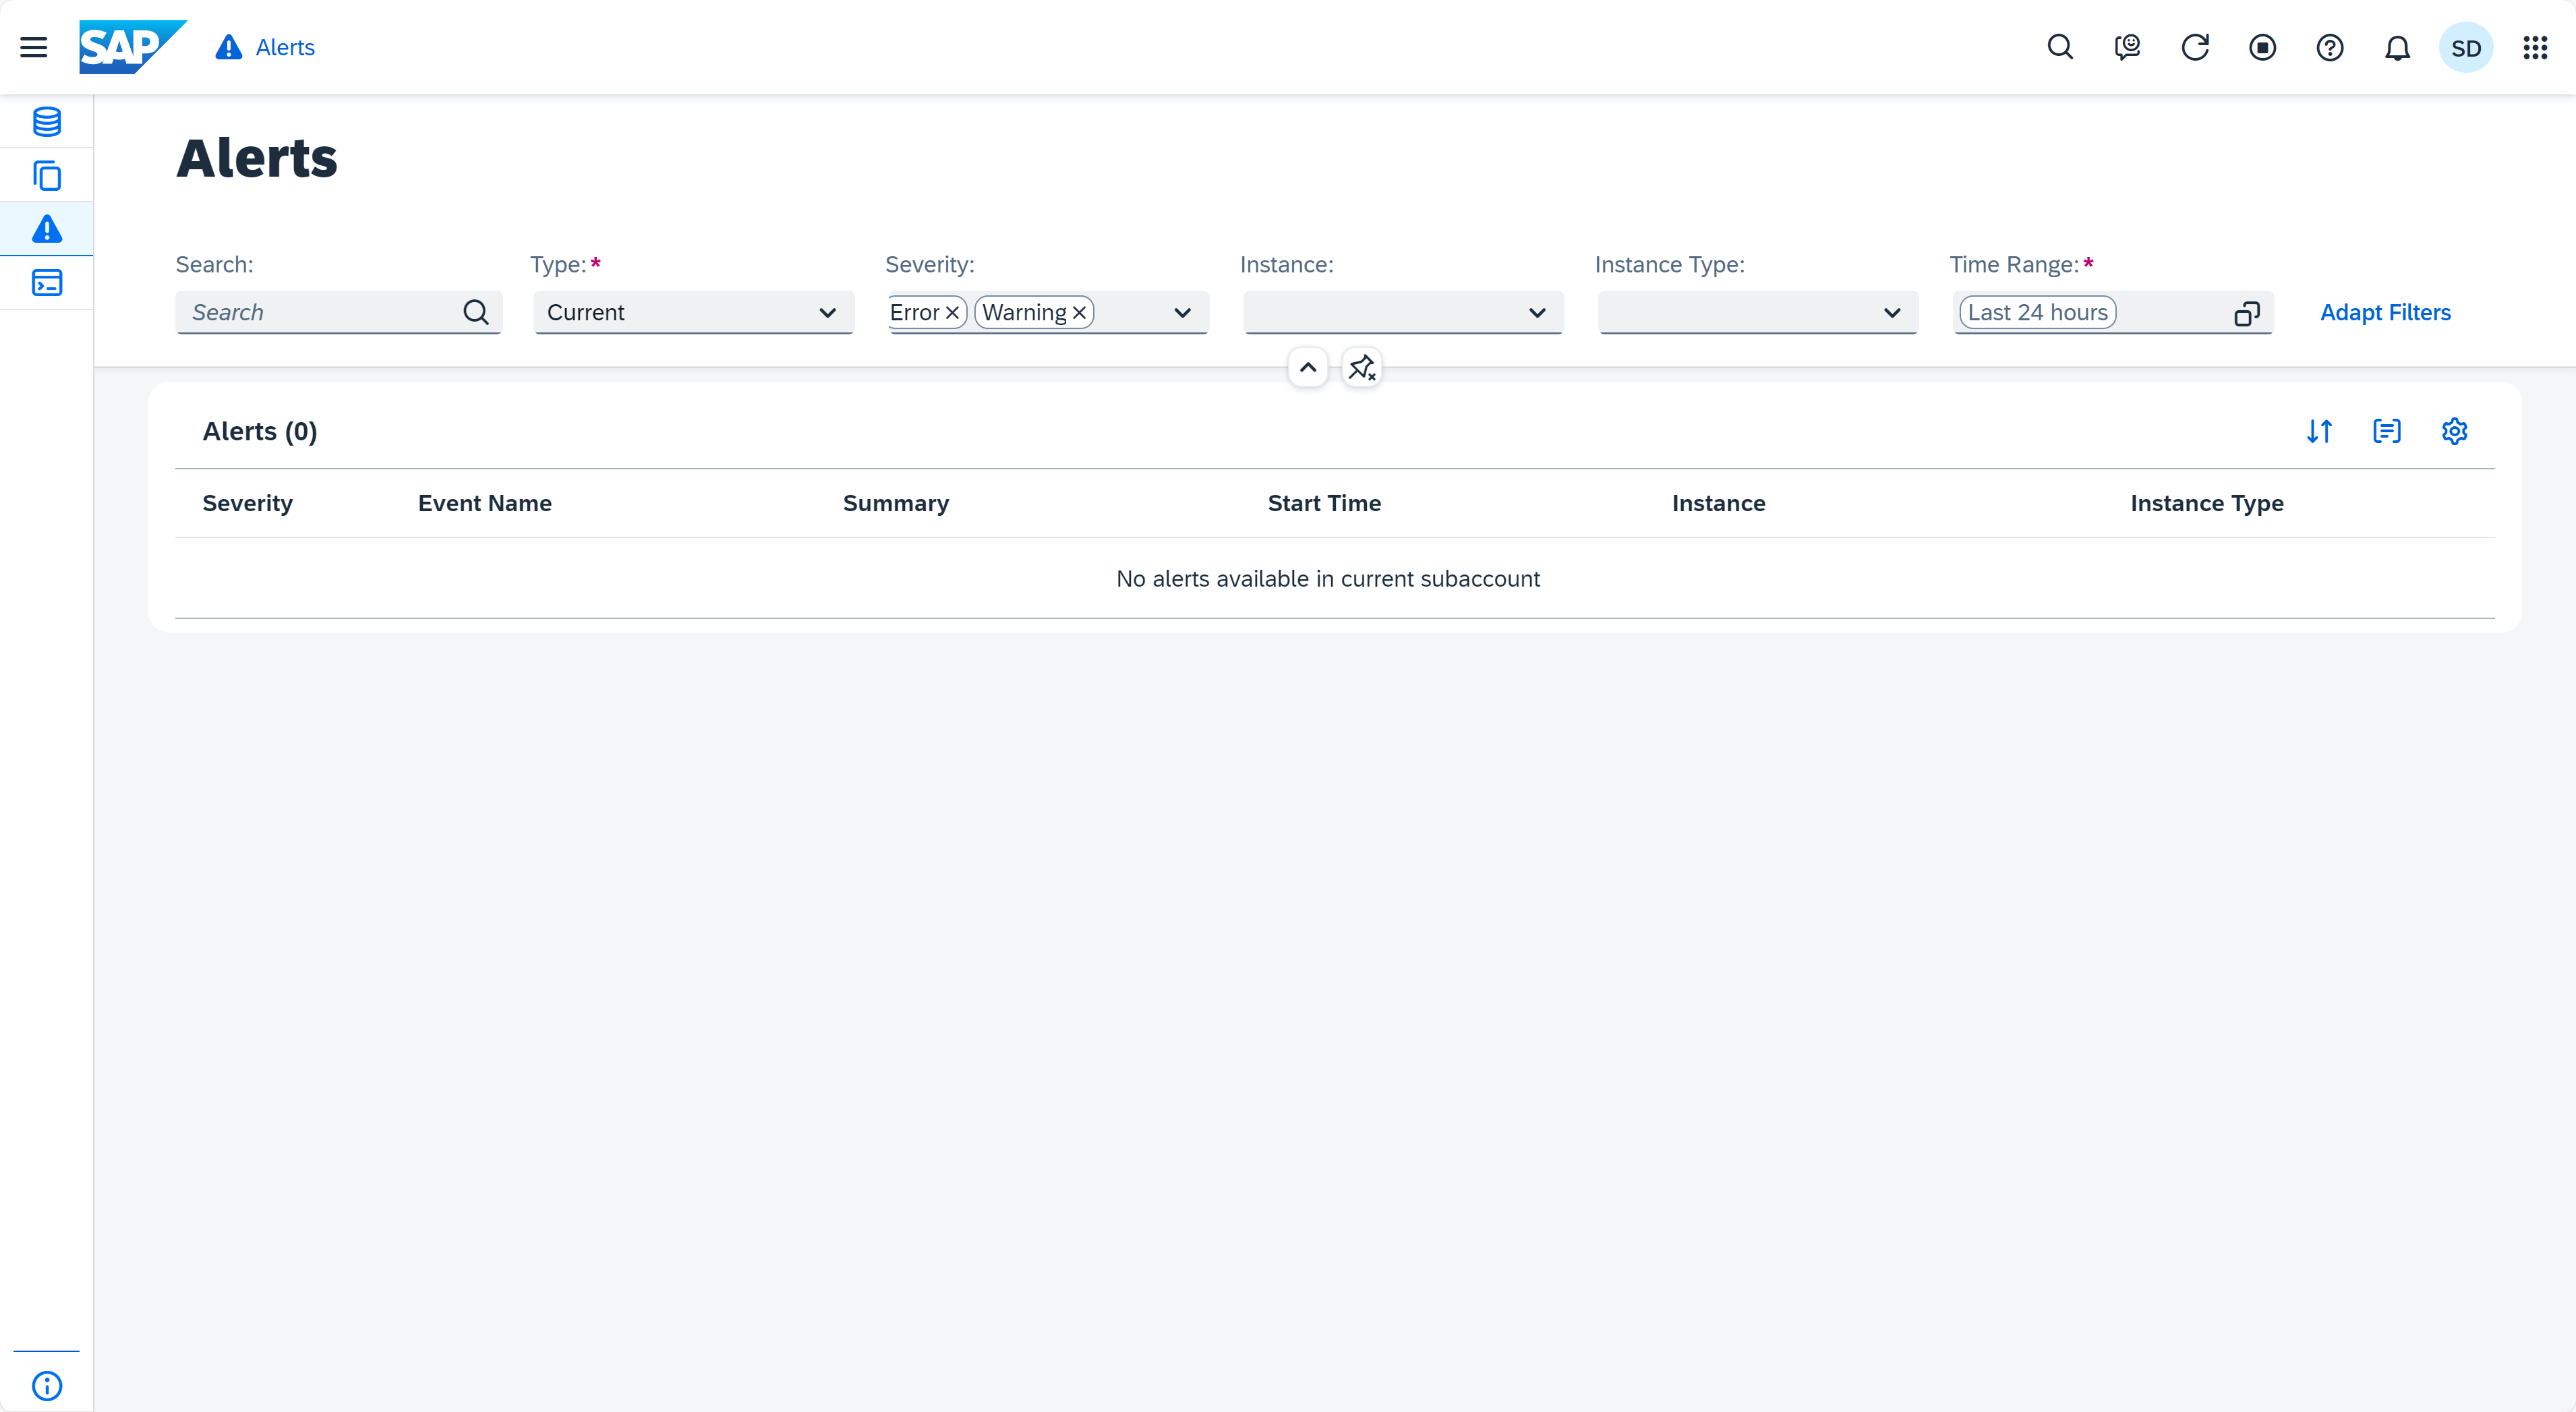 SAP Alerts SD
Alerts
Search: Type:* Severity: Instance: Instance Type: Time Range:*
Search Current Error Warning Last 24 hours Adapt Filters
Alerts (0)
Severity Event Name Summary Start Time Instance Instance Type
No alerts available in current subaccount